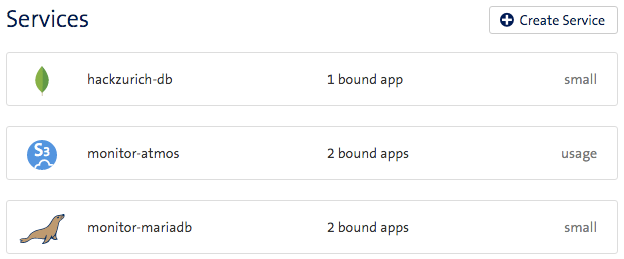 Services
Create Service
hackzurich-db 1 bound app small
S3 monitor-atmos 2 bound apps usage
monitor-mariadb 2 bound apps small